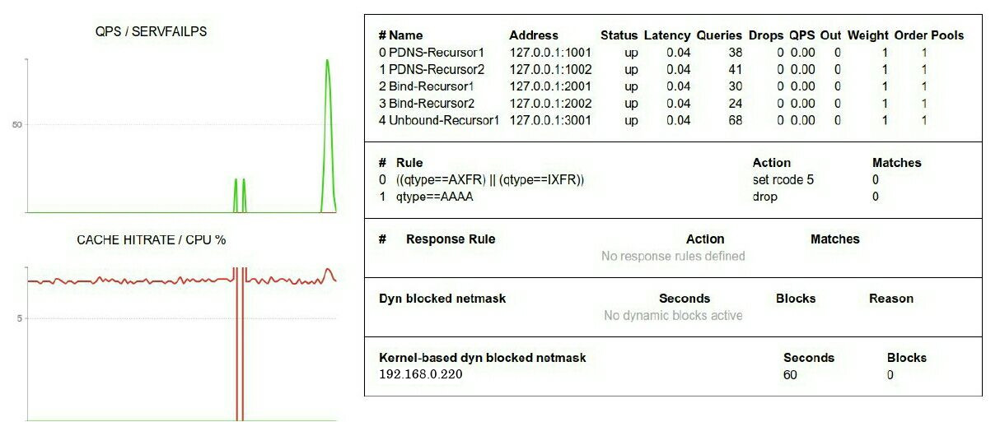 QPS / SERVFAILPS
50
CACHE HITRATE / CPU %
5
# Name Address Status Latency Queries Drops QPS Out Weight Order Pools
0 PDNS-Recursor1 127.0.0.1:1001 up 0.04 38 0 0.00 0 1 1
1 PDNS-Recursor2 127.0.0.1:1002 up 0.04 41 0 0.00 0 1 1
2 Bind-Recursor1 127.0.0.1:2001 up 0.04 30 0 0.00 0 1 1
3 Bind-Recursor2 127.0.0.1:2002 up 0.04 24 0 0.00 0 1 1
4 Unbound-Recursor1 127.0.0.1:3001 up 0.04 68 0 0.00 0 1 1
# Rule Action Matches
0 ((qtype==AXFR) || (qtype==IXFR)) set rcode 5 0
1 qtype==AAAA drop 0
# Response Rule Action Matches
No response rules defined
Dyn blocked netmask Seconds Blocks Reason
No dynamic blocks active
Kernel-based dyn blocked netmask Seconds Blocks
192.168.0.220 60 0